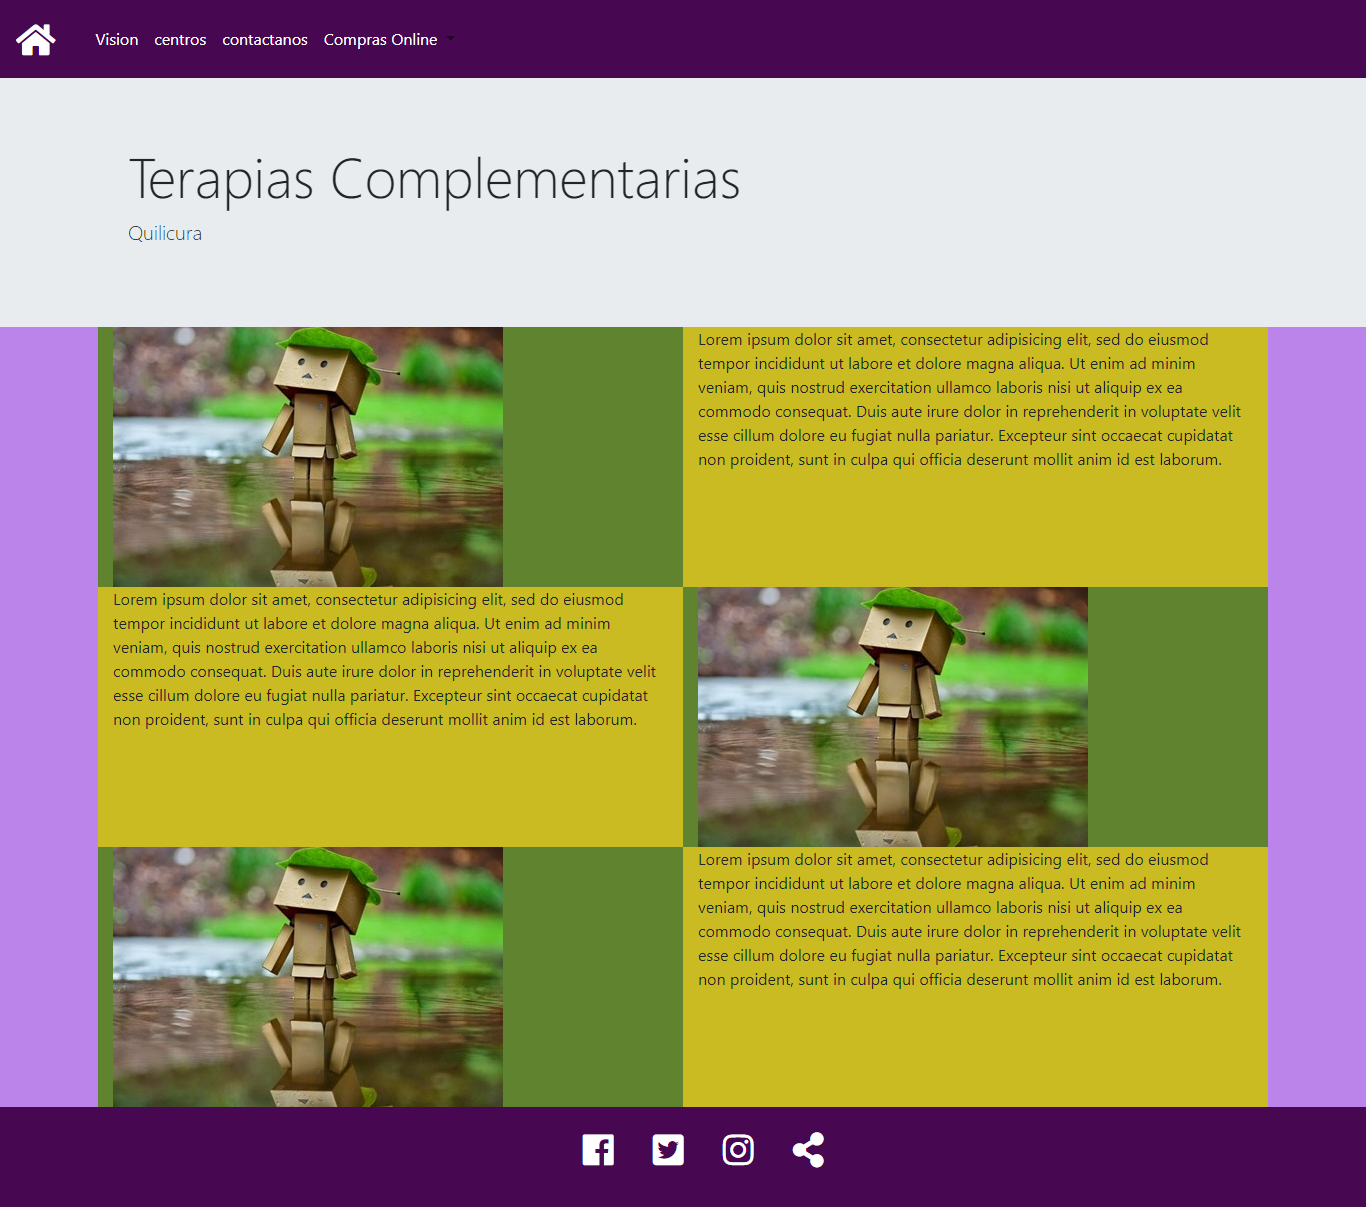 Vision centros contactanos Compras Online
Terapias Complementarias
Quilicura
Lorem ipsum dolor sit amet, consectetur adipisicing elit, sed do eiusmod
tempor incididunt ut labore et dolore magna aliqua. Ut enim ad minim
veniam, quis nostrud exercitation ullamco laboris nisi ut aliquip ex ea
commodo consequat. Duis aute irure dolor in reprehenderit in voluptate velit
esse cillum dolore eu fugiat nulla pariatur. Excepteur sint occaecat cupidatat
non proident, sunt in culpa qui officia deserunt mollit anim id est laborum.
Lorem ipsum dolor sit amet, consectetur adipisicing elit, sed do eiusmod
tempor incididunt ut labore et dolore magna aliqua. Ut enim ad minim
veniam, quis nostrud exercitation ullamco laboris nisi ut aliquip ex ea
commodo consequat. Duis aute irure dolor in reprehenderit in voluptate velit
esse cillum dolore eu fugiat nulla pariatur. Excepteur sint occaecat cupidatat
non proident, sunt in culpa qui officia deserunt mollit anim id est laborum.
Lorem ipsum dolor sit amet, consectetur adipisicing elit, sed do eiusmod
tempor incididunt ut labore et dolore magna aliqua. Ut enim ad minim
veniam, quis nostrud exercitation ullamco laboris nisi ut aliquip ex ea
commodo consequat. Duis aute irure dolor in reprehenderit in voluptate velit
esse cillum dolore eu fugiat nulla pariatur. Excepteur sint occaecat cupidatat
non proident, sunt in culpa qui officia deserunt mollit anim id est laborum.